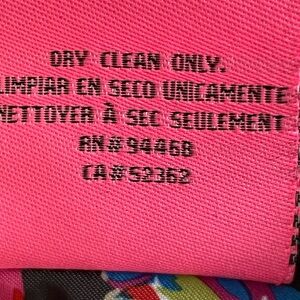 DRY CLEAN ONLY.
LIMPIAR EN SECO UNICAMENTE
NETTOYER À SEC SEULEMENT
RN#94468
CA#52362